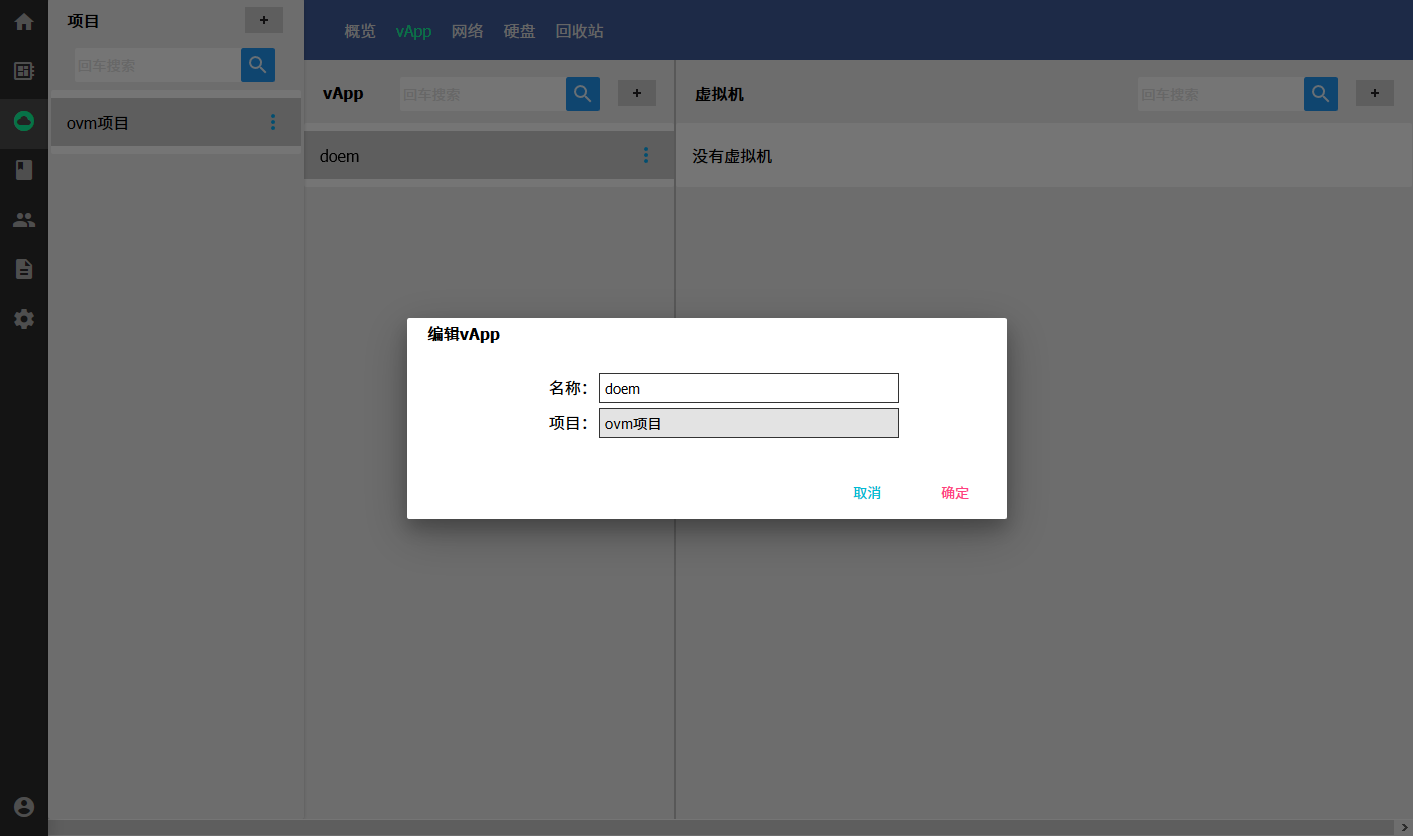 项目
+
回车搜索
ovm项目
概览 vApp 网络 硬盘 回收站
vApp
回车搜索
+
doem
虚拟机
回车搜索
+
没有虚拟机
编辑vApp
名称： doem
项目： ovm项目
取消 确定